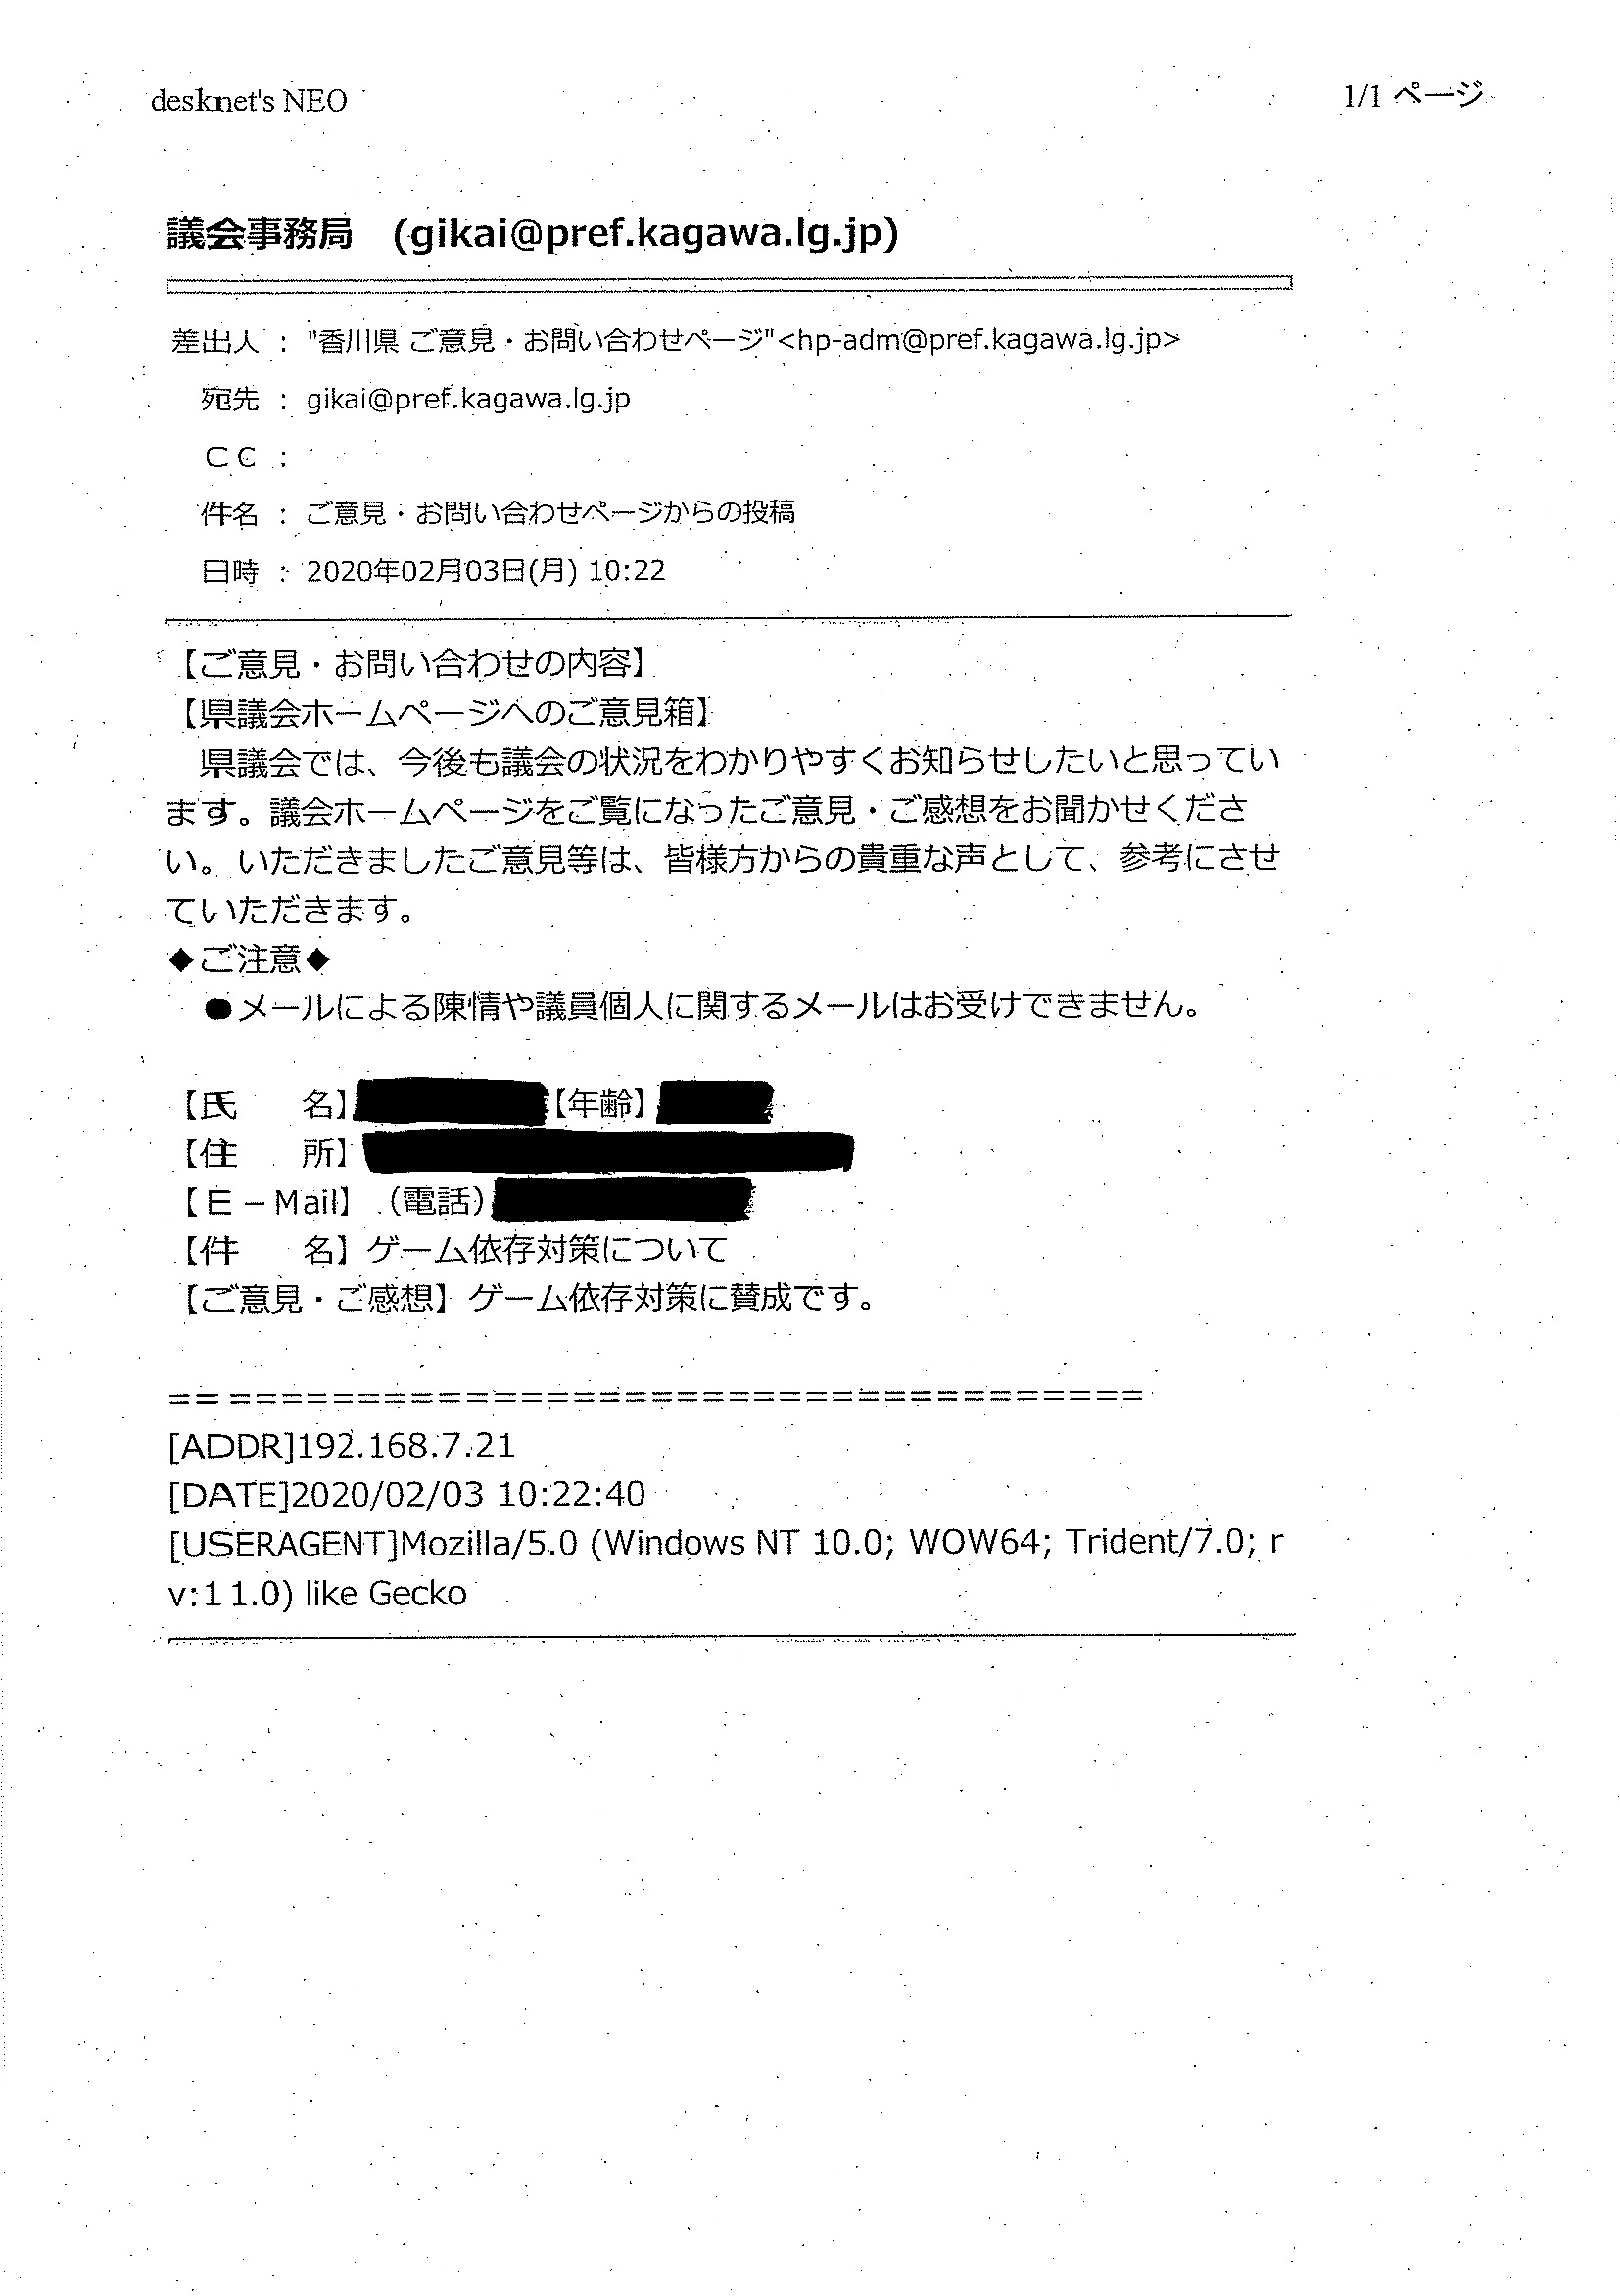 desknet's NEO
1/1 ページ
議会事務局 (gikai@pref.kagawa.lg.jp)
差出人 : "香川県 ご意見・お問い合わせページ"<hp-adm@pref.kagawa.lg.jp>
宛先 : gikai@pref.kagawa.lg.jp
ＣＣ :
件名 : ご意見・お問い合わせページからの投稿
日時 : 2020年02月03日(月) 10:22
【ご意見・お問い合わせの内容】
【県議会ホームページへのご意見箱】
　県議会では、今後も議会の状況をわかりやすくお知らせしたいと思ってい
ます。議会ホームページをご覧になったご意見・ご感想をお聞かせくださ
い。いただきましたご意見等は、皆様方からの貴重な声として、参考にさせ
ていただきます。
◆ご注意◆
　●メールによる陳情や議員個人に関するメールはお受けできません。
【氏　　名】【年齢】
【住　　所】
【Ｅ－Mail】（電話）
【件　　名】ゲーム依存対策について
【ご意見・ご感想】ゲーム依存対策に賛成です。
======================================
[ADDR]192.168.7.21
[DATE]2020/02/03 10:22:40
[USERAGENT]Mozilla/5.0 (Windows NT 10.0; WOW64; Trident/7.0; r
v:11.0) like Gecko